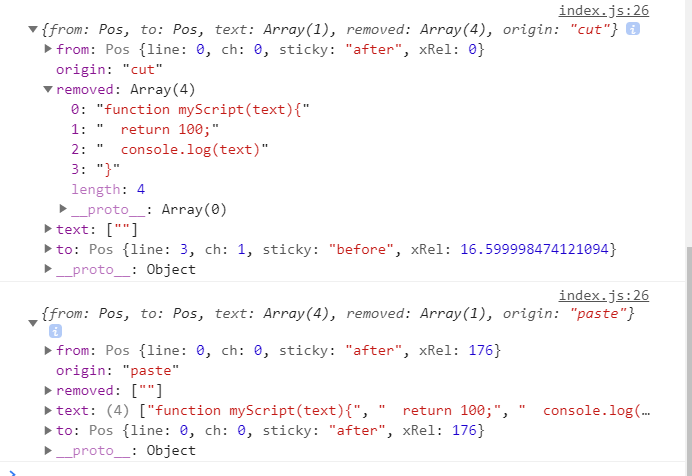 index.js:26
{from: Pos, to: Pos, text: Array(1), removed: Array(4), origin: "cut"} i
from: Pos {line: 0, ch: 0, sticky: "after", xRel: 0}
origin: "cut"
removed: Array(4)
0: "function myScript(text){"
1: "  return 100;"
2: "  console.log(text)"
3: "}"
length: 4
__proto__: Array(0)
text: [""]
to: Pos {line: 3, ch: 1, sticky: "before", xRel: 16.599998474121094}
__proto__: Object
index.js:26
{from: Pos, to: Pos, text: Array(4), removed: Array(1), origin: "paste"}
i
from: Pos {line: 0, ch: 0, sticky: "after", xRel: 176}
origin: "paste"
removed: [""]
text: (4) ["function myScript(text){", "  return 100;", "  console.log(…
to: Pos {line: 0, ch: 0, sticky: "after", xRel: 176}
__proto__: Object